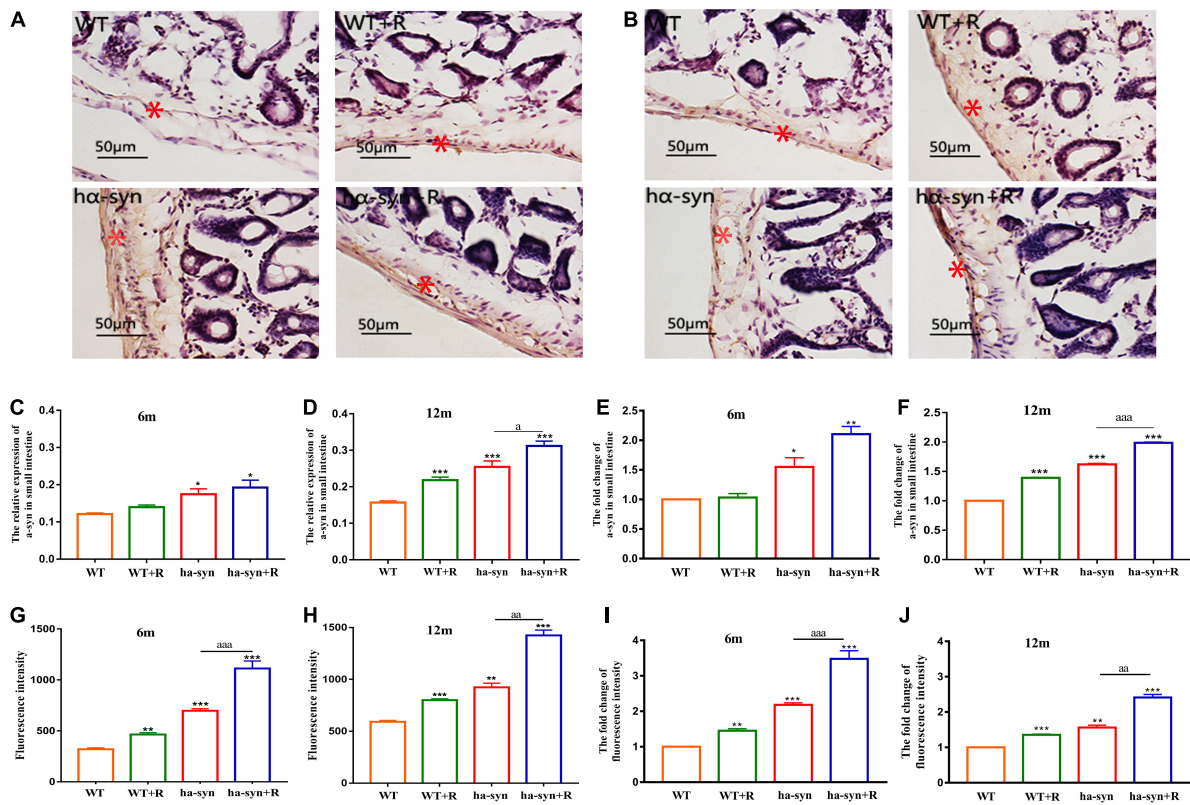 A
WT
50μm
WT+R
50μm
hα-syn
50μm
hα-syn+R
50μm
B
WT
50μm
WT+R
50μm
hα-syn
50μm
hα-syn+R
50μm
C
6m
The relative expression of
a-syn in small intestine
0.4
0.3
0.2
0.1
0.0
*
*
WT
WT+R
ha-syn
ha-syn+R
D
12m
The relative expression of
a-syn in small intestine
0.4
0.3
0.2
0.1
0.0
***
***
a
***
WT
WT+R
ha-syn
ha-syn+R
E
6m
The fold change of
a-syn in small intestine
2.5
2.0
1.5
1.0
0.5
0.0
*
**
WT
WT+R
ha-syn
ha-syn+R
F
12m
The fold change of
a-syn in small intestine
2.5
2.0
1.5
1.0
0.5
0.0
***
***
aaa
***
WT
WT+R
ha-syn
ha-syn+R
G
6m
Fluorescence intensity
1500
1000
500
0
**
***
aaa
***
WT
WT+R
ha-syn
ha-syn+R
H
12m
Fluorescence intensity
1500
1000
500
0
***
**
aa
***
WT
WT+R
ha-syn
ha-syn+R
I
6m
The fold change of
fluorescence intensity
4
3
2
1
0
**
***
aaa
***
WT
WT+R
ha-syn
ha-syn+R
J
12m
The fold change of
fluorescence intensity
4
3
2
1
0
***
**
aa
***
WT
WT+R
ha-syn
ha-syn+R